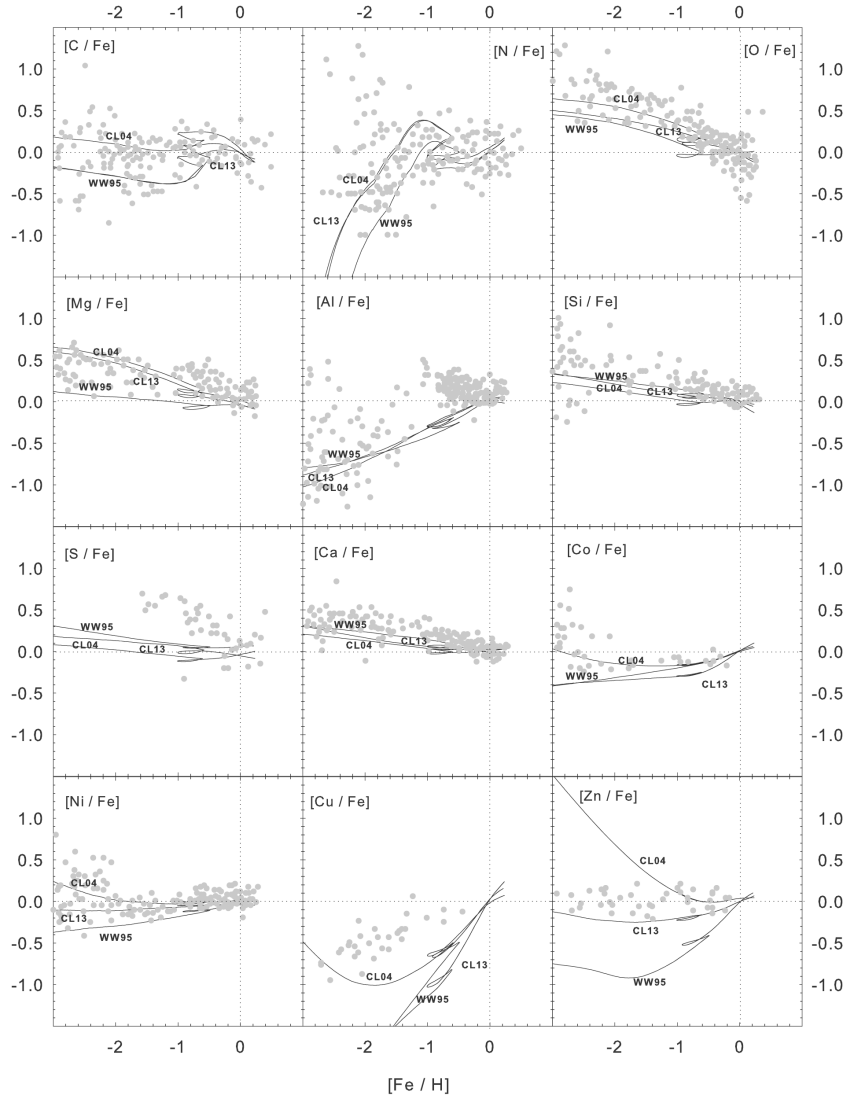 -2 -1 0 -2 -1 0 -2 -1 0
[C / Fe] [N / Fe] [O / Fe]
1.0 1.0
0.5 0.5
CL04 CL04 CL04
WW95 CL13 WW95 CL13
0.0 0.0
WW95 CL13 CL04
-0.5 -0.5
CL13 WW95
-1.0 -1.0
[Mg / Fe] [Al / Fe] [Si / Fe]
1.0 1.0
CL04
0.5 0.5
WW95 CL13 WW95
CL04 CL13
0.0 0.0
-0.5 -0.5
WW95
CL13
-1.0 CL04 -1.0
[S / Fe] [Ca / Fe] [Co / Fe]
1.0 1.0
0.5 0.5
WW95 WW95
CL04 CL13 CL04 CL13
0.0 0.0
CL04
WW95 CL13
-0.5 -0.5
-1.0 -1.0
[Ni / Fe] [Cu / Fe] [Zn / Fe]
1.0 1.0
0.5 CL04 0.5
CL04
0.0 0.0
CL13 CL13
WW95
-0.5 -0.5
CL04 CL13
-1.0 WW95 WW95 -1.0
-2 -1 0 -2 -1 0 -2 -1 0
[Fe / H]